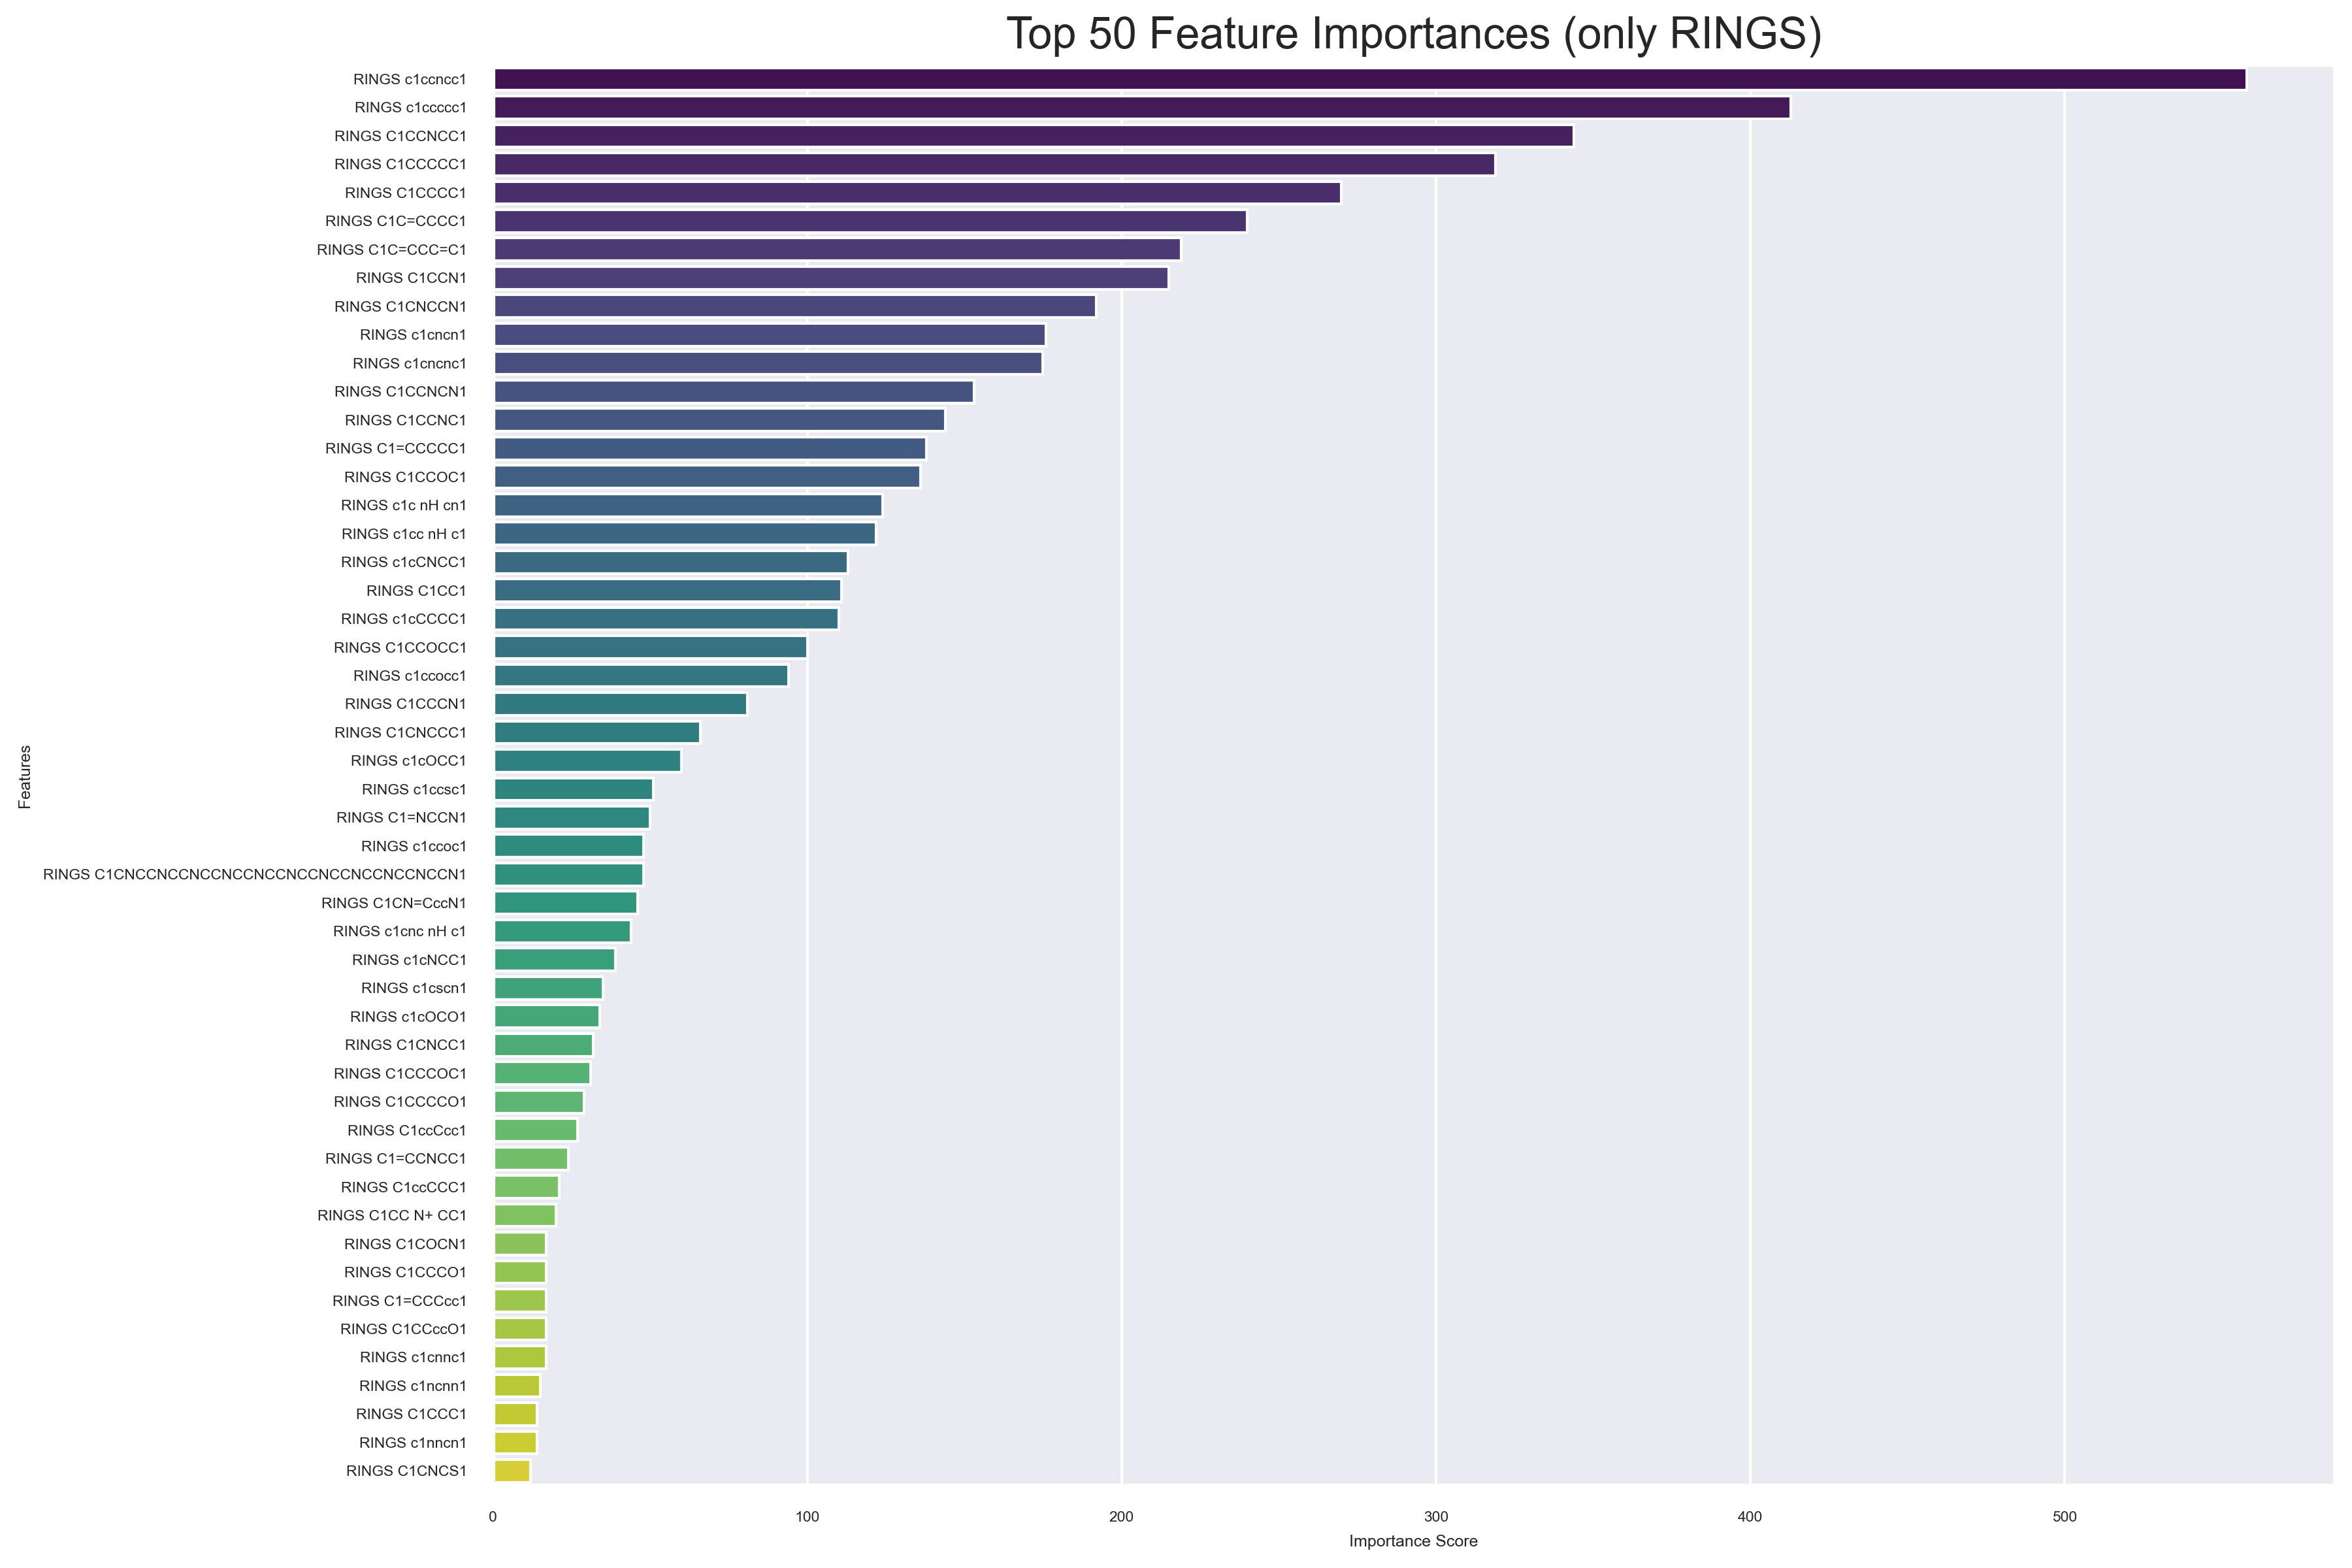 Top 50 Feature Importances (only RINGS)
RINGS c1ccncc1
RINGS c1ccccc1
RINGS C1CCNCC1
RINGS C1CCCCC1
RINGS C1CCCC1
RINGS C1C=CCCC1
RINGS C1C=CCC=C1
RINGS C1CCN1
RINGS C1CNCCN1
RINGS c1cncn1
RINGS c1cncnc1
RINGS C1CCNCN1
RINGS C1CCNC1
RINGS C1=CCCCC1
RINGS C1CCOC1
RINGS c1c nH cn1
RINGS c1cc nH c1
RINGS c1cCNCC1
RINGS C1CC1
RINGS c1cCCCC1
RINGS C1CCOCC1
RINGS c1ccocc1
RINGS C1CCCN1
RINGS C1CNCCC1
RINGS c1cOCC1
RINGS c1ccsc1
RINGS C1=NCCN1
RINGS c1ccoc1
RINGS C1CNCCNCCNCCNCCNCCNCCNCCNCCNCCNCCN1
RINGS C1CN=CccN1
RINGS c1cnc nH c1
RINGS c1cNCC1
RINGS c1cscn1
RINGS c1cOCO1
RINGS C1CNCC1
RINGS C1CCCOC1
RINGS C1CCCCO1
RINGS C1ccCcc1
RINGS C1=CCNCC1
RINGS C1ccCCC1
RINGS C1CC N+ CC1
RINGS C1COCN1
RINGS C1CCCO1
RINGS C1=CCCcc1
RINGS C1CCccO1
RINGS c1cnnc1
RINGS c1ncnn1
RINGS C1CCC1
RINGS c1nncn1
RINGS C1CNCS1
Features
0 100 200 300 400 500
Importance Score